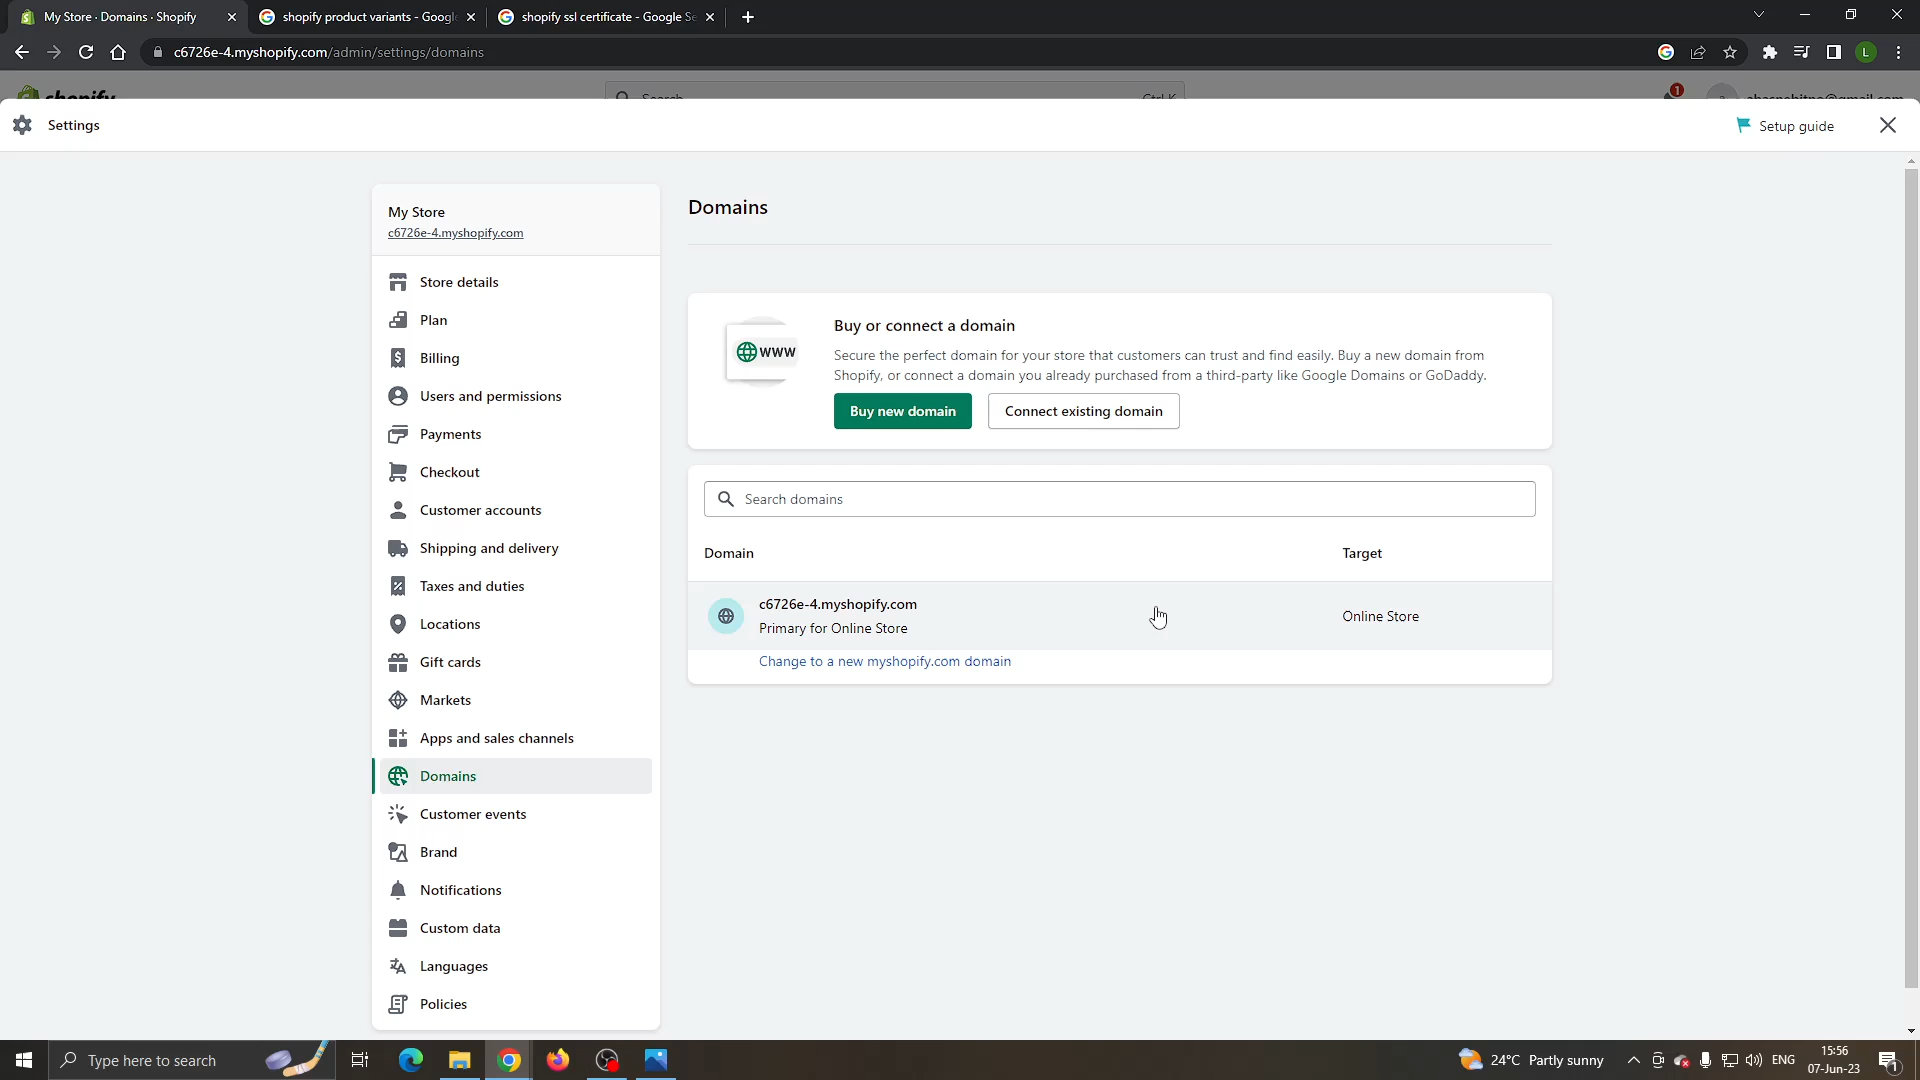 My Store · Domains · Shopify
shopify product variants - Googl
shopify ssl certificate - Google Se
c6726e-4.myshopify.com/admin/settings/domains
L
shopify
Search
Ctrl K
1
Settings
Setup guide
My Store
c6726e-4.myshopify.com
Store details
Plan
Billing
Users and permissions
Payments
Checkout
Customer accounts
Shipping and delivery
Taxes and duties
Locations
Gift cards
Markets
Apps and sales channels
Domains
Customer events
Brand
Notifications
Custom data
Languages
Policies
Domains
WWW
Buy or connect a domain
Secure the perfect domain for your store that customers can trust and find easily. Buy a new domain from
Shopify, or connect a domain you already purchased from a third-party like Google Domains or GoDaddy.
Buy new domain
Connect existing domain
Search domains
Domain
Target
c6726e-4.myshopify.com
Primary for Online Store
Online Store
Change to a new myshopify.com domain
Type here to search
24°C Partly sunny
ENG
15:56
07-Jun-23
1